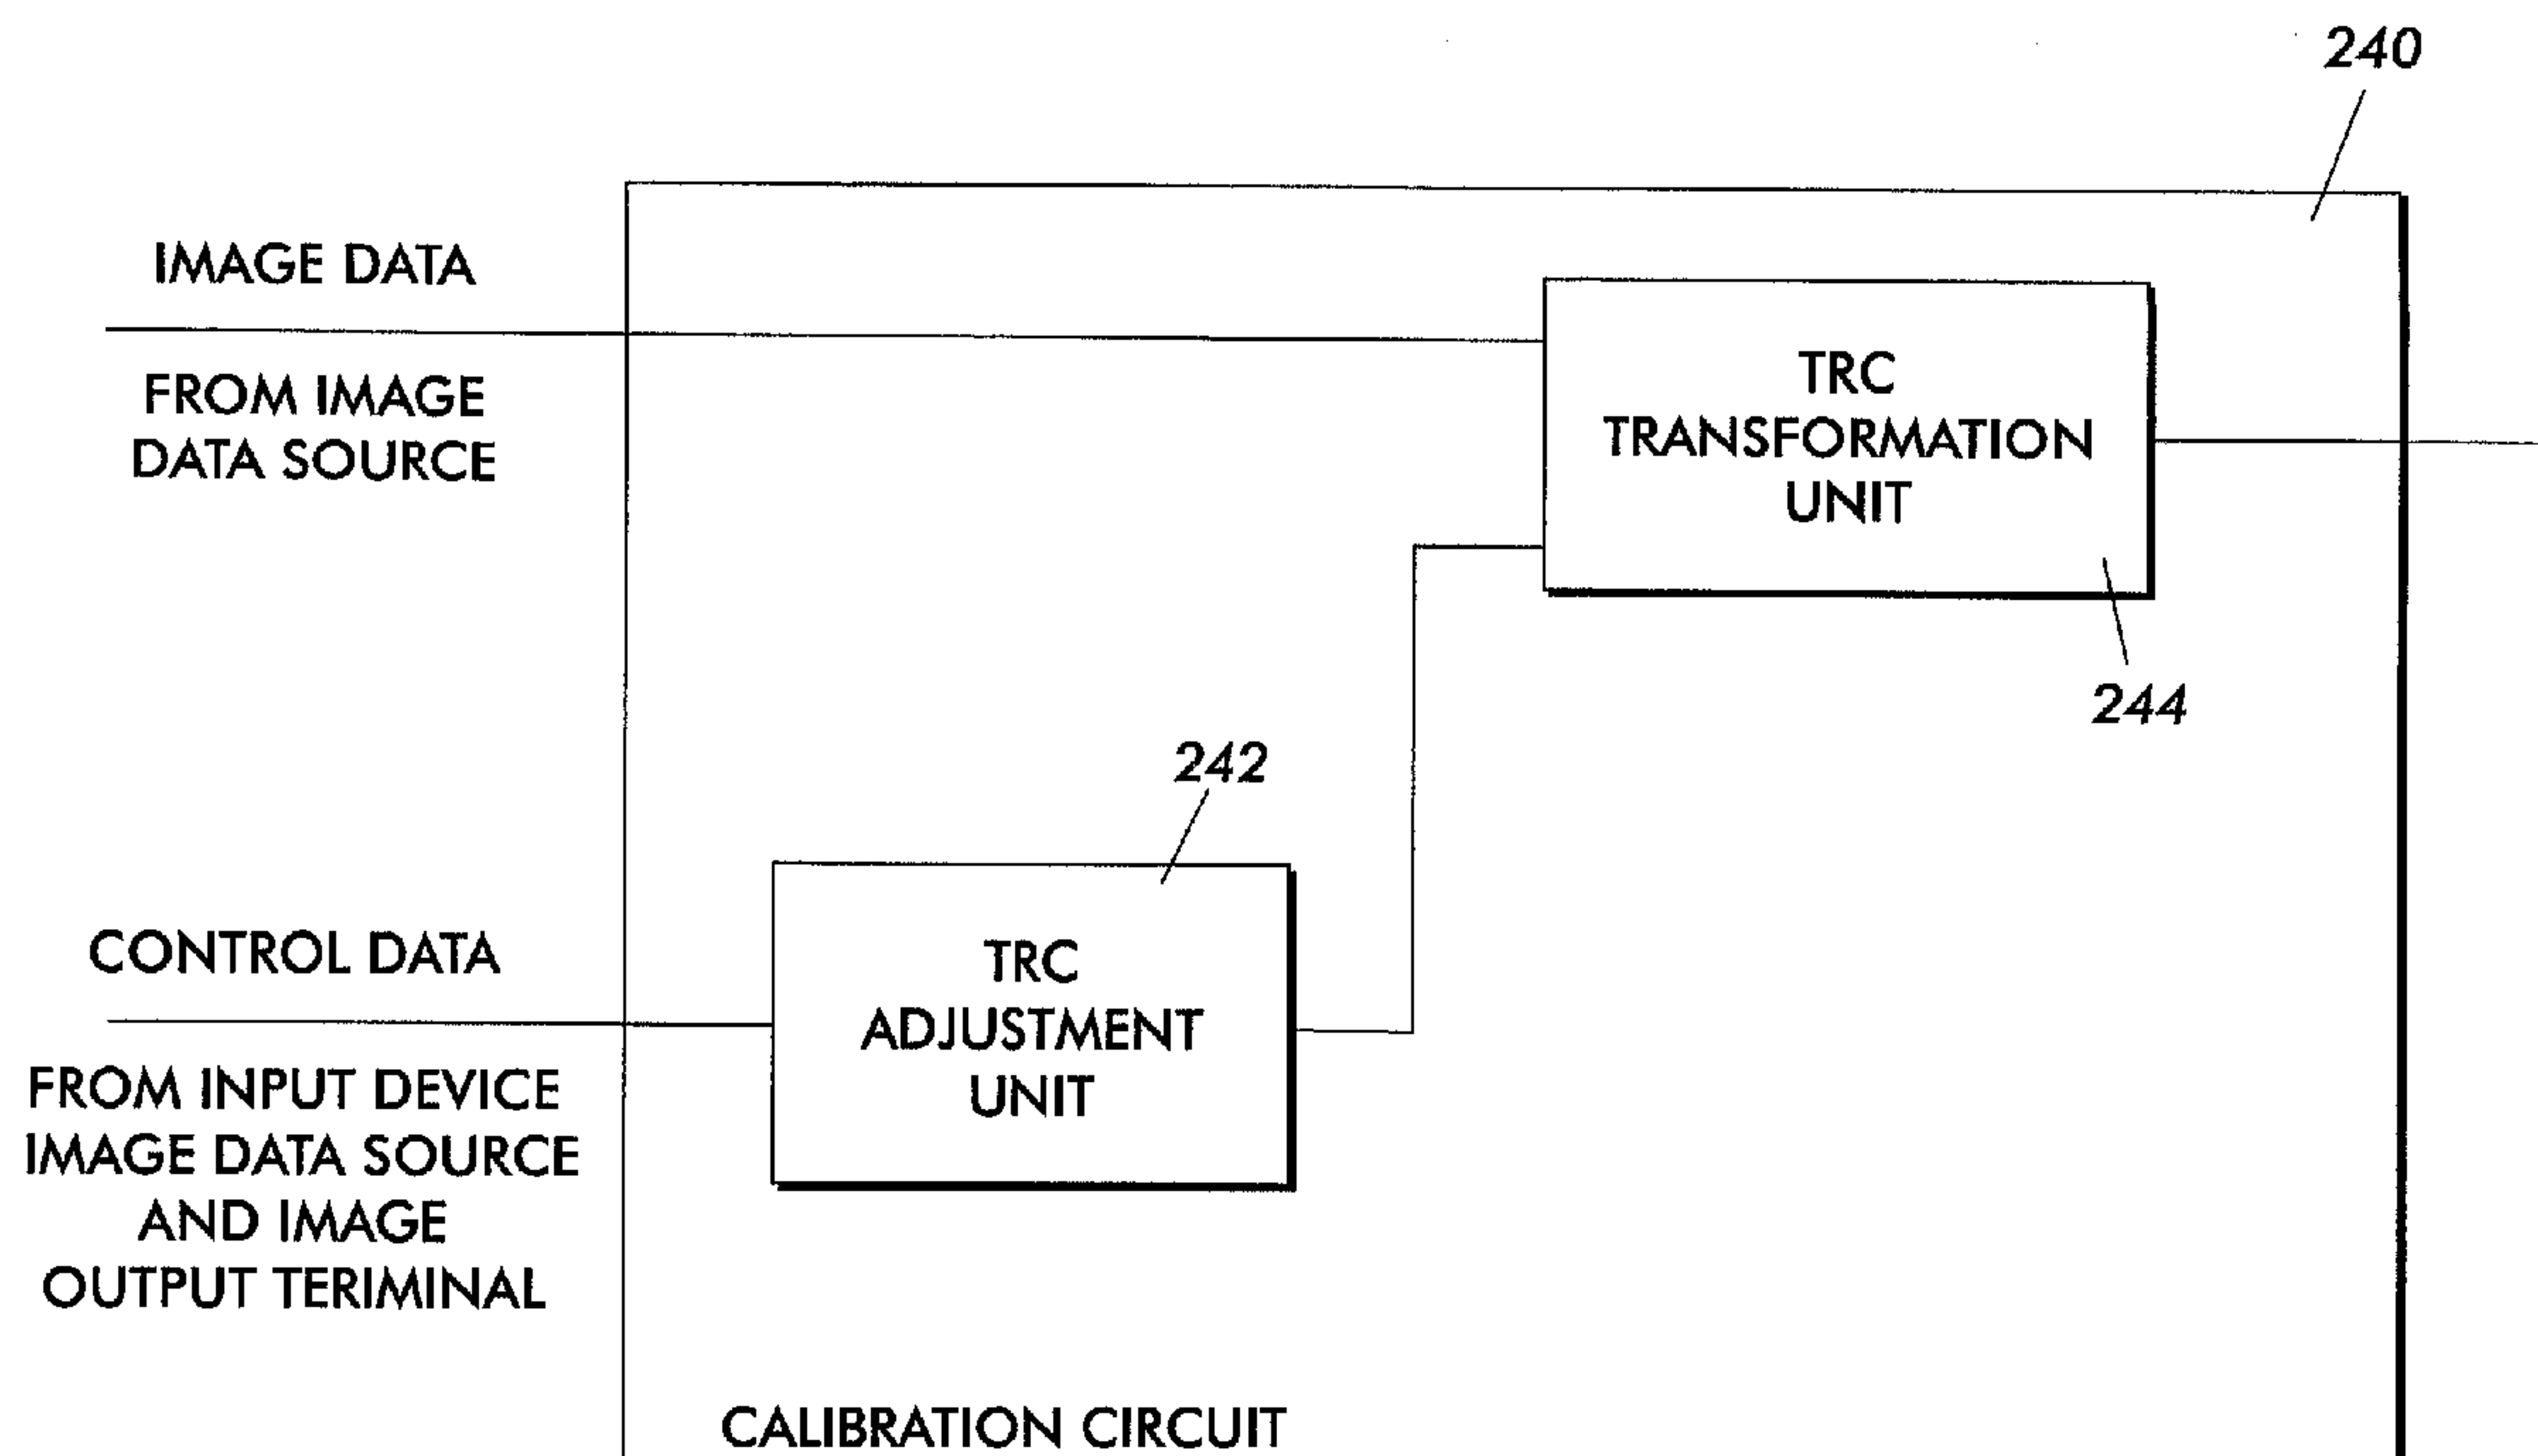 240
IMAGE DATA
FROM IMAGE
DATA SOURCE
TRC
TRANSFORMATION
UNIT
244
242
CONTROL DATA
FROM INPUT DEVICE
IMAGE DATA SOURCE
AND IMAGE
OUTPUT TERIMINAL
TRC
ADJUSTMENT
UNIT
CALIBRATION CIRCUIT